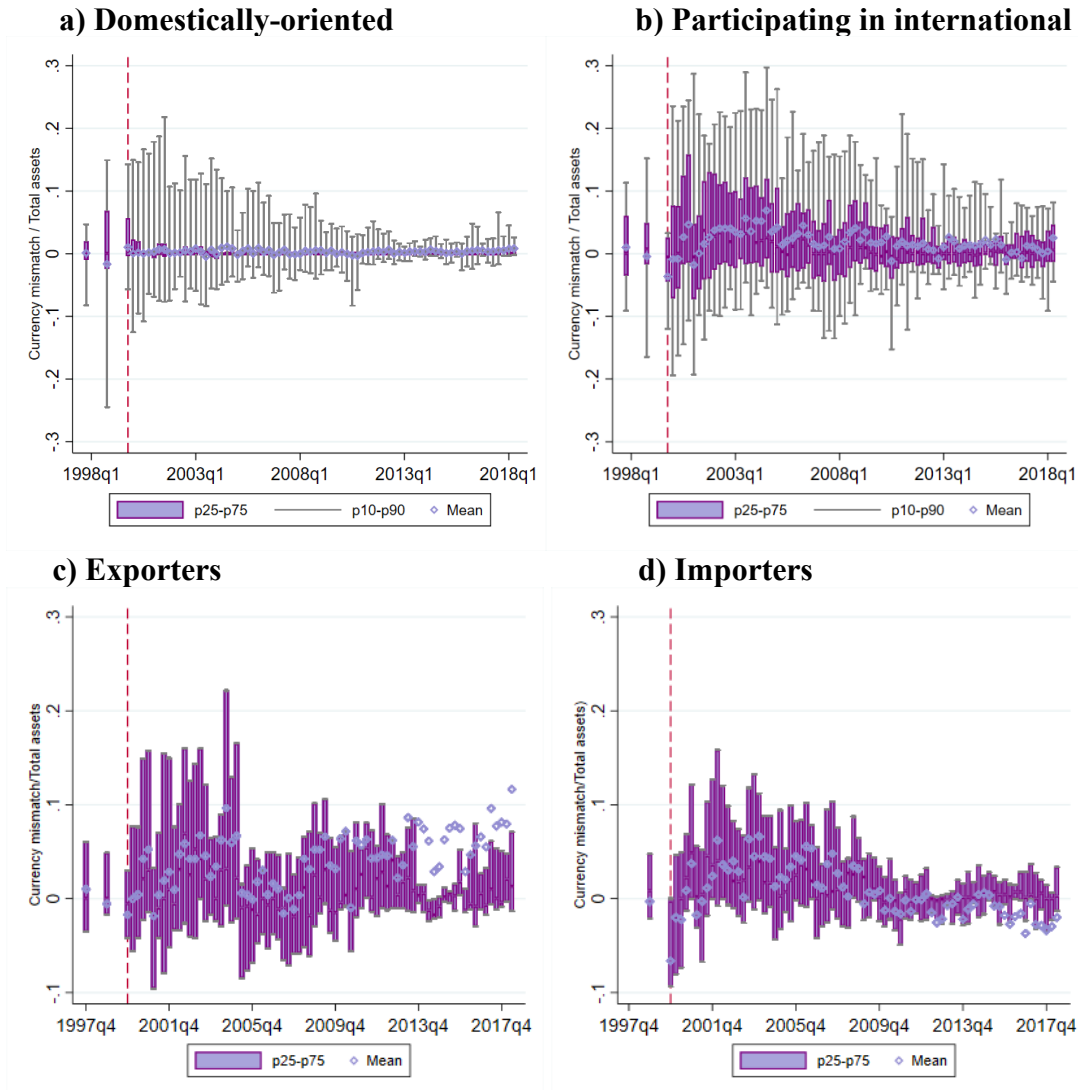 a) Domestically-oriented
b) Participating in international
Currency mismatch / Total assets
.3
.2
.1
0
-.1
-.2
-.3
1998q1 2003q1 2008q1 2013q1 2018q1
p25-p75 p10-p90 Mean
Currency mismatch / Total assets
.3
.2
.1
0
-.1
-.2
-.3
1998q1 2003q1 2008q1 2013q1 2018q1
p25-p75 p10-p90 Mean
c) Exporters
d) Importers
Currency mismatch/Total assets
.3
.2
.1
0
-.1
1997q4 2001q4 2005q4 2009q4 2013q4 2017q4
p25-p75 Mean
Currency mismatch/Total assets)
.3
.2
.1
0
-.1
1997q4 2001q4 2005q4 2009q4 2013q4 2017q4
p25-p75 Mean